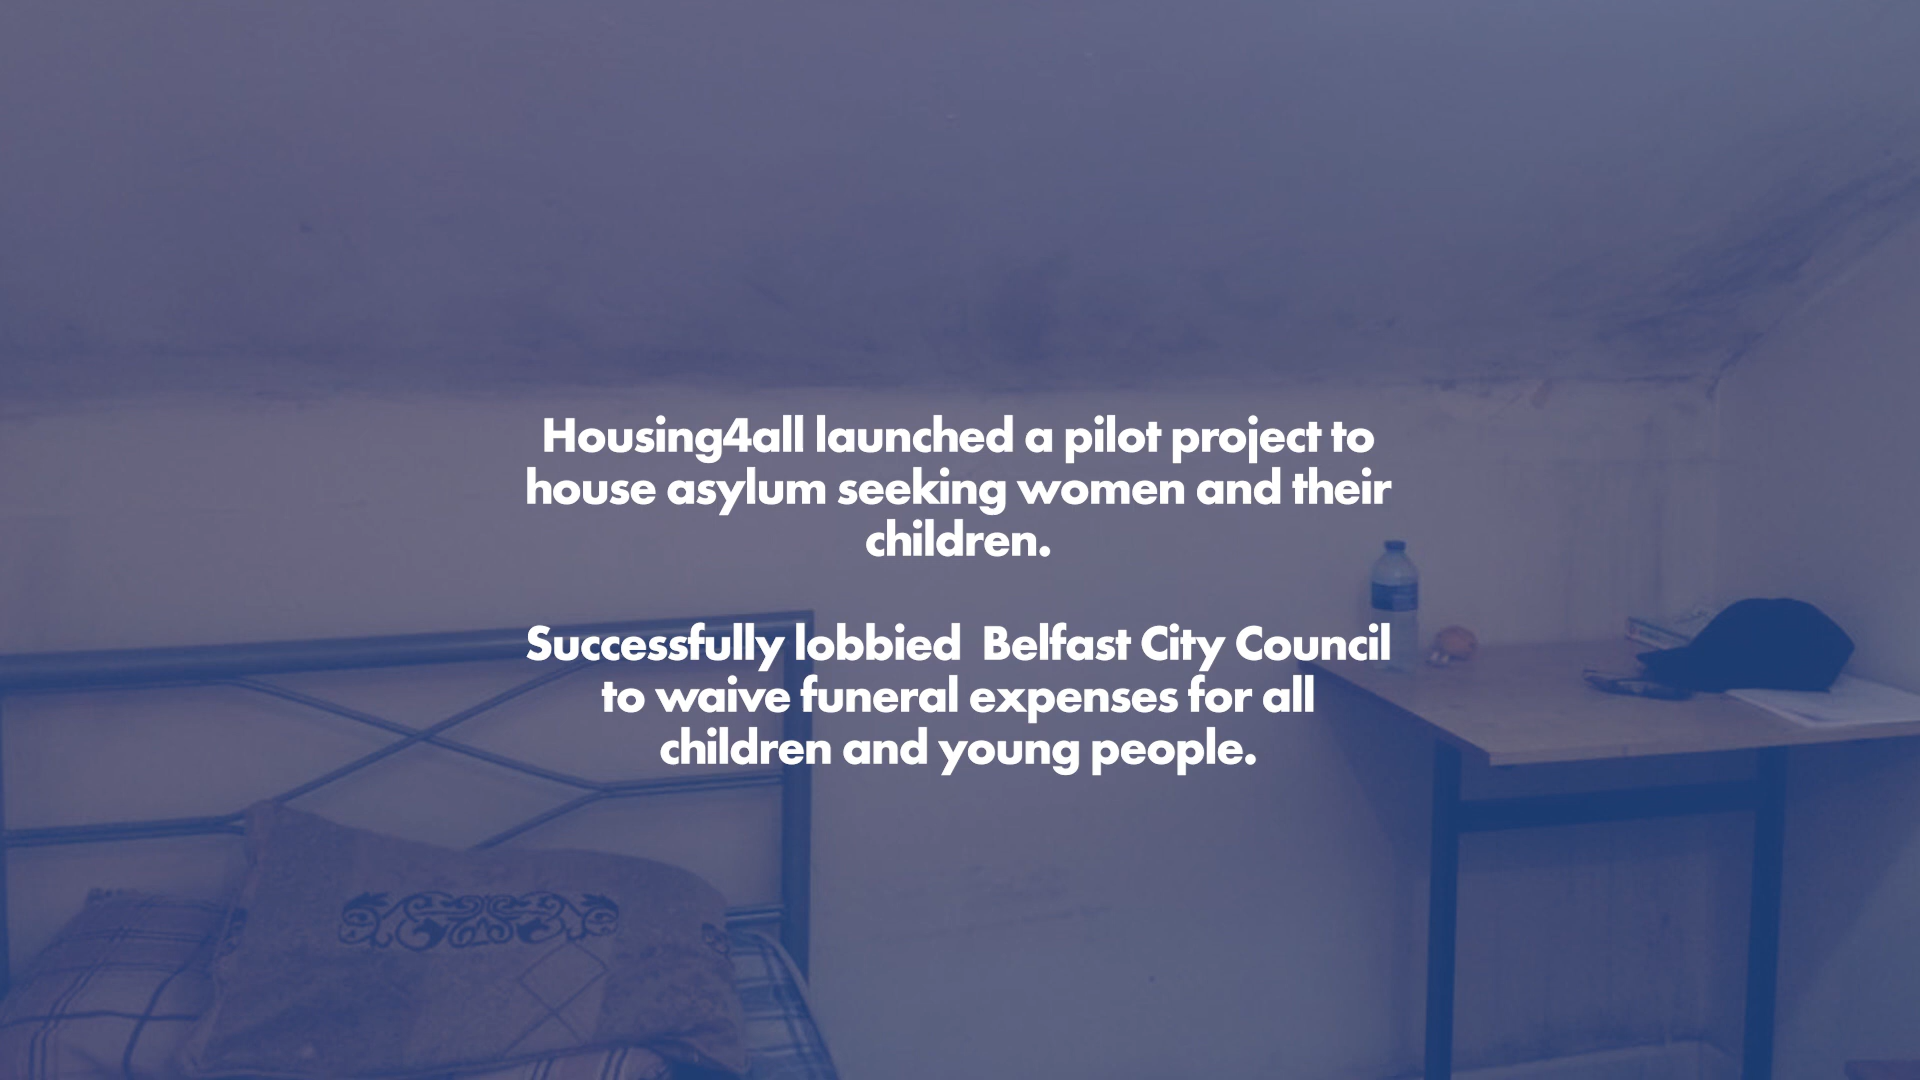 Housing4all launched a pilot project to
house asylum seeking women and their
children.
Successfully lobbied  Belfast City Council
to waive funeral expenses for all
children and young people.